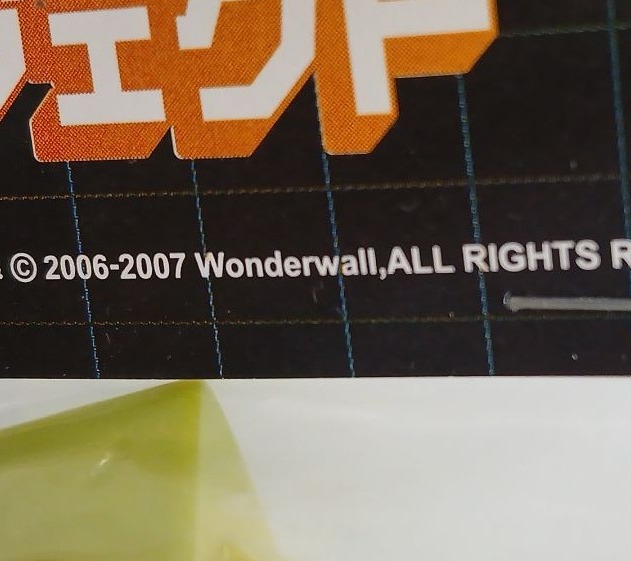 ェクト
© 2006-2007 Wonderwall,ALL RIGHTS R